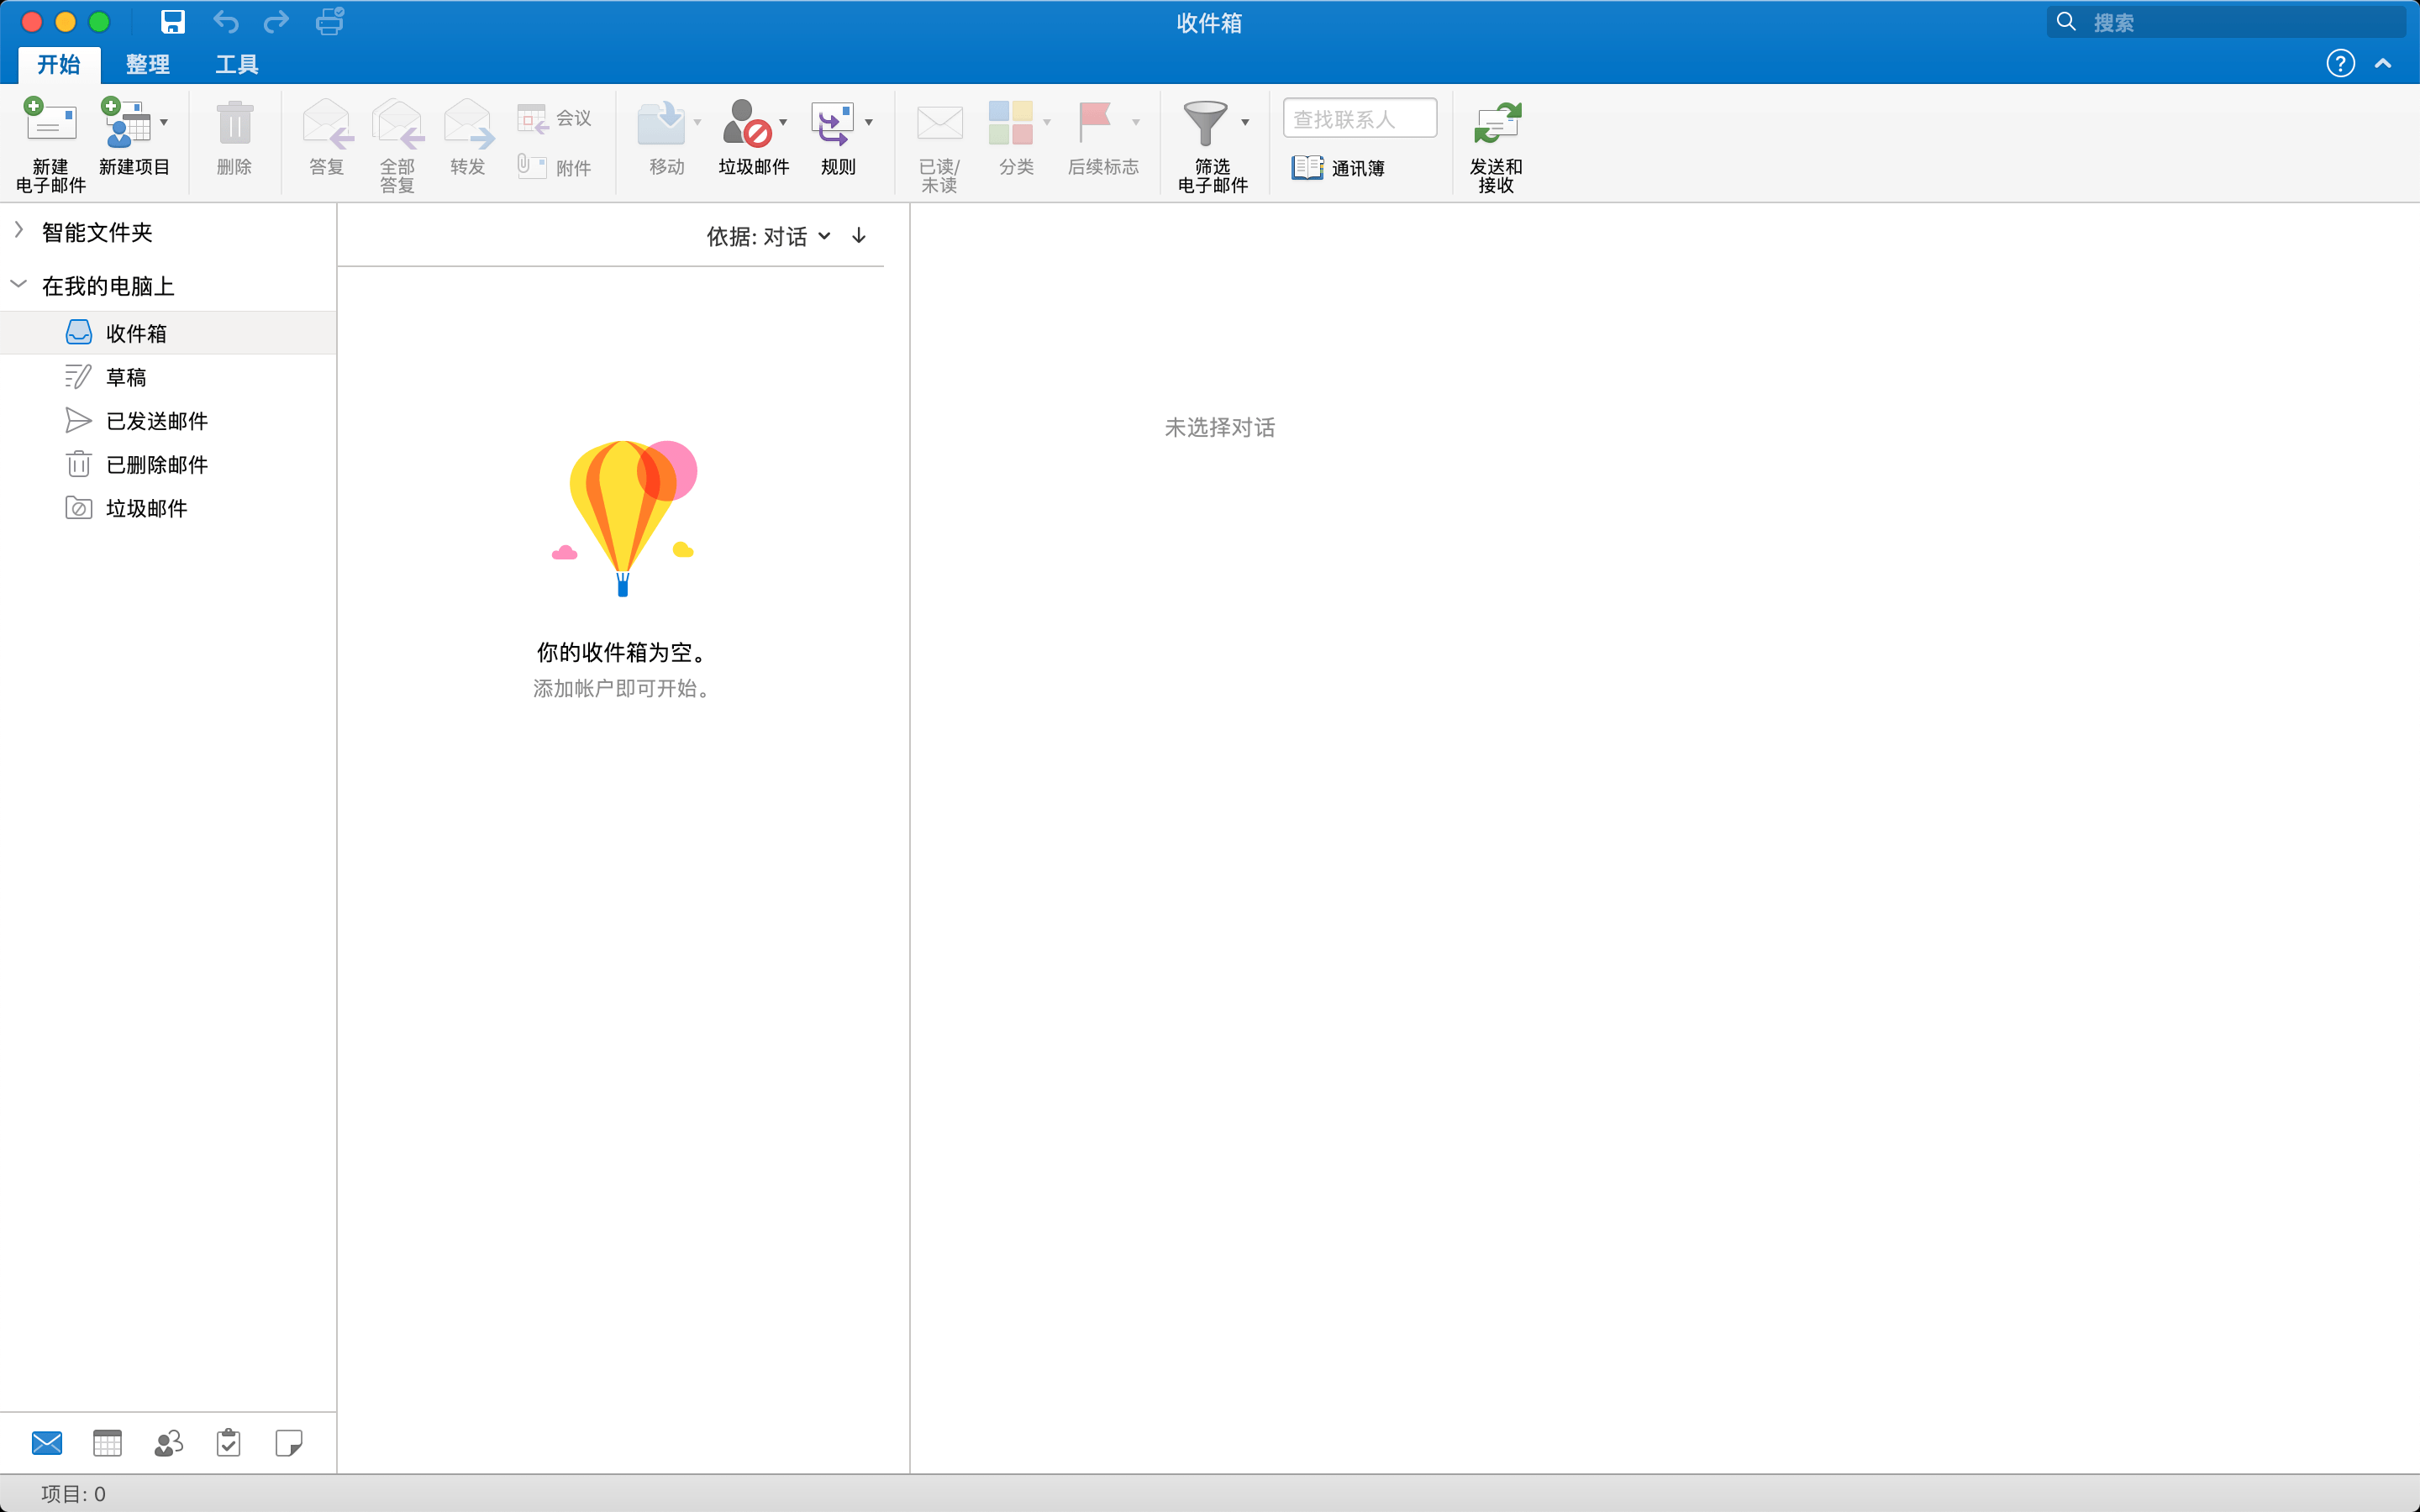 收件箱
搜索
开始
整理
工具
新建
电子邮件
新建项目
删除
答复
全部
答复
转发
会议
附件
移动
垃圾邮件
规则
已读/
未读
分类
后续标志
筛选
电子邮件
查找联系人
通讯簿
发送和
接收
智能文件夹
在我的电脑上
收件箱
草稿
已发送邮件
已删除邮件
垃圾邮件
依据: 对话
你的收件箱为空。
添加帐户即可开始。
未选择对话
项目: 0